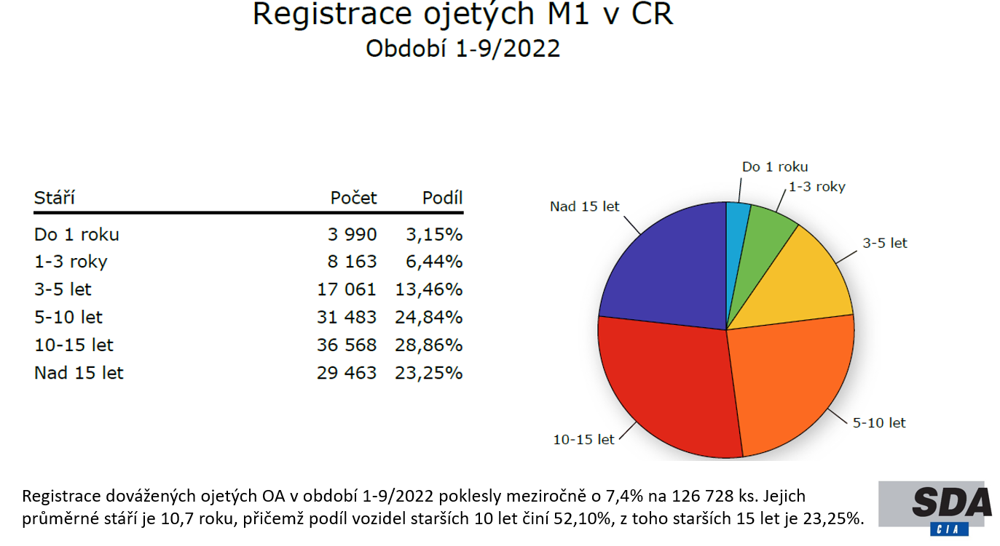 Registrace ojetých M1 v ČR
Období 1-9/2022
Stáří Počet Podíl
Do 1 roku 3 990 3,15%
1-3 roky 8 163 6,44%
3-5 let 17 061 13,46%
5-10 let 31 483 24,84%
10-15 let 36 568 28,86%
Nad 15 let 29 463 23,25%
Do 1 roku
1-3 roky
Nad 15 let
3-5 let
5-10 let
10-15 let
Registrace dovážených ojetých OA v období 1-9/2022 poklesly meziročně o 7,4% na 126 728 ks. Jejich
průměrné stáří je 10,7 roku, přičemž podíl vozidel starších 10 let činí 52,10%, z toho starších 15 let je 23,25%.
SDA
CIA